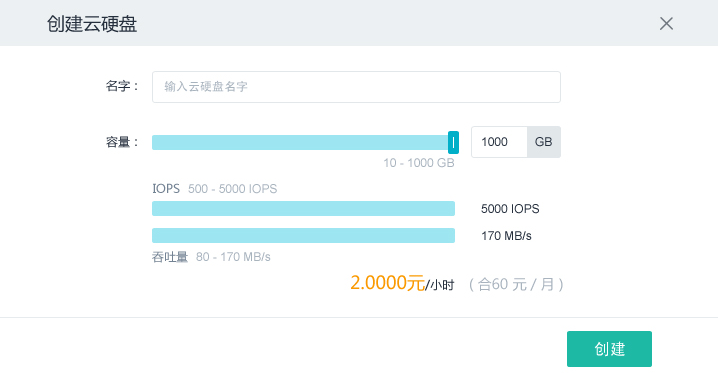 创建云硬盘
名字： 输入云硬盘名字
容量： 1000 GB
10 - 1000 GB
IOPS 500 - 5000 IOPS
5000 IOPS
170 MB/s
吞吐量 80 - 170 MB/s
2.0000元/小时 （合60 元 / 月）
创建